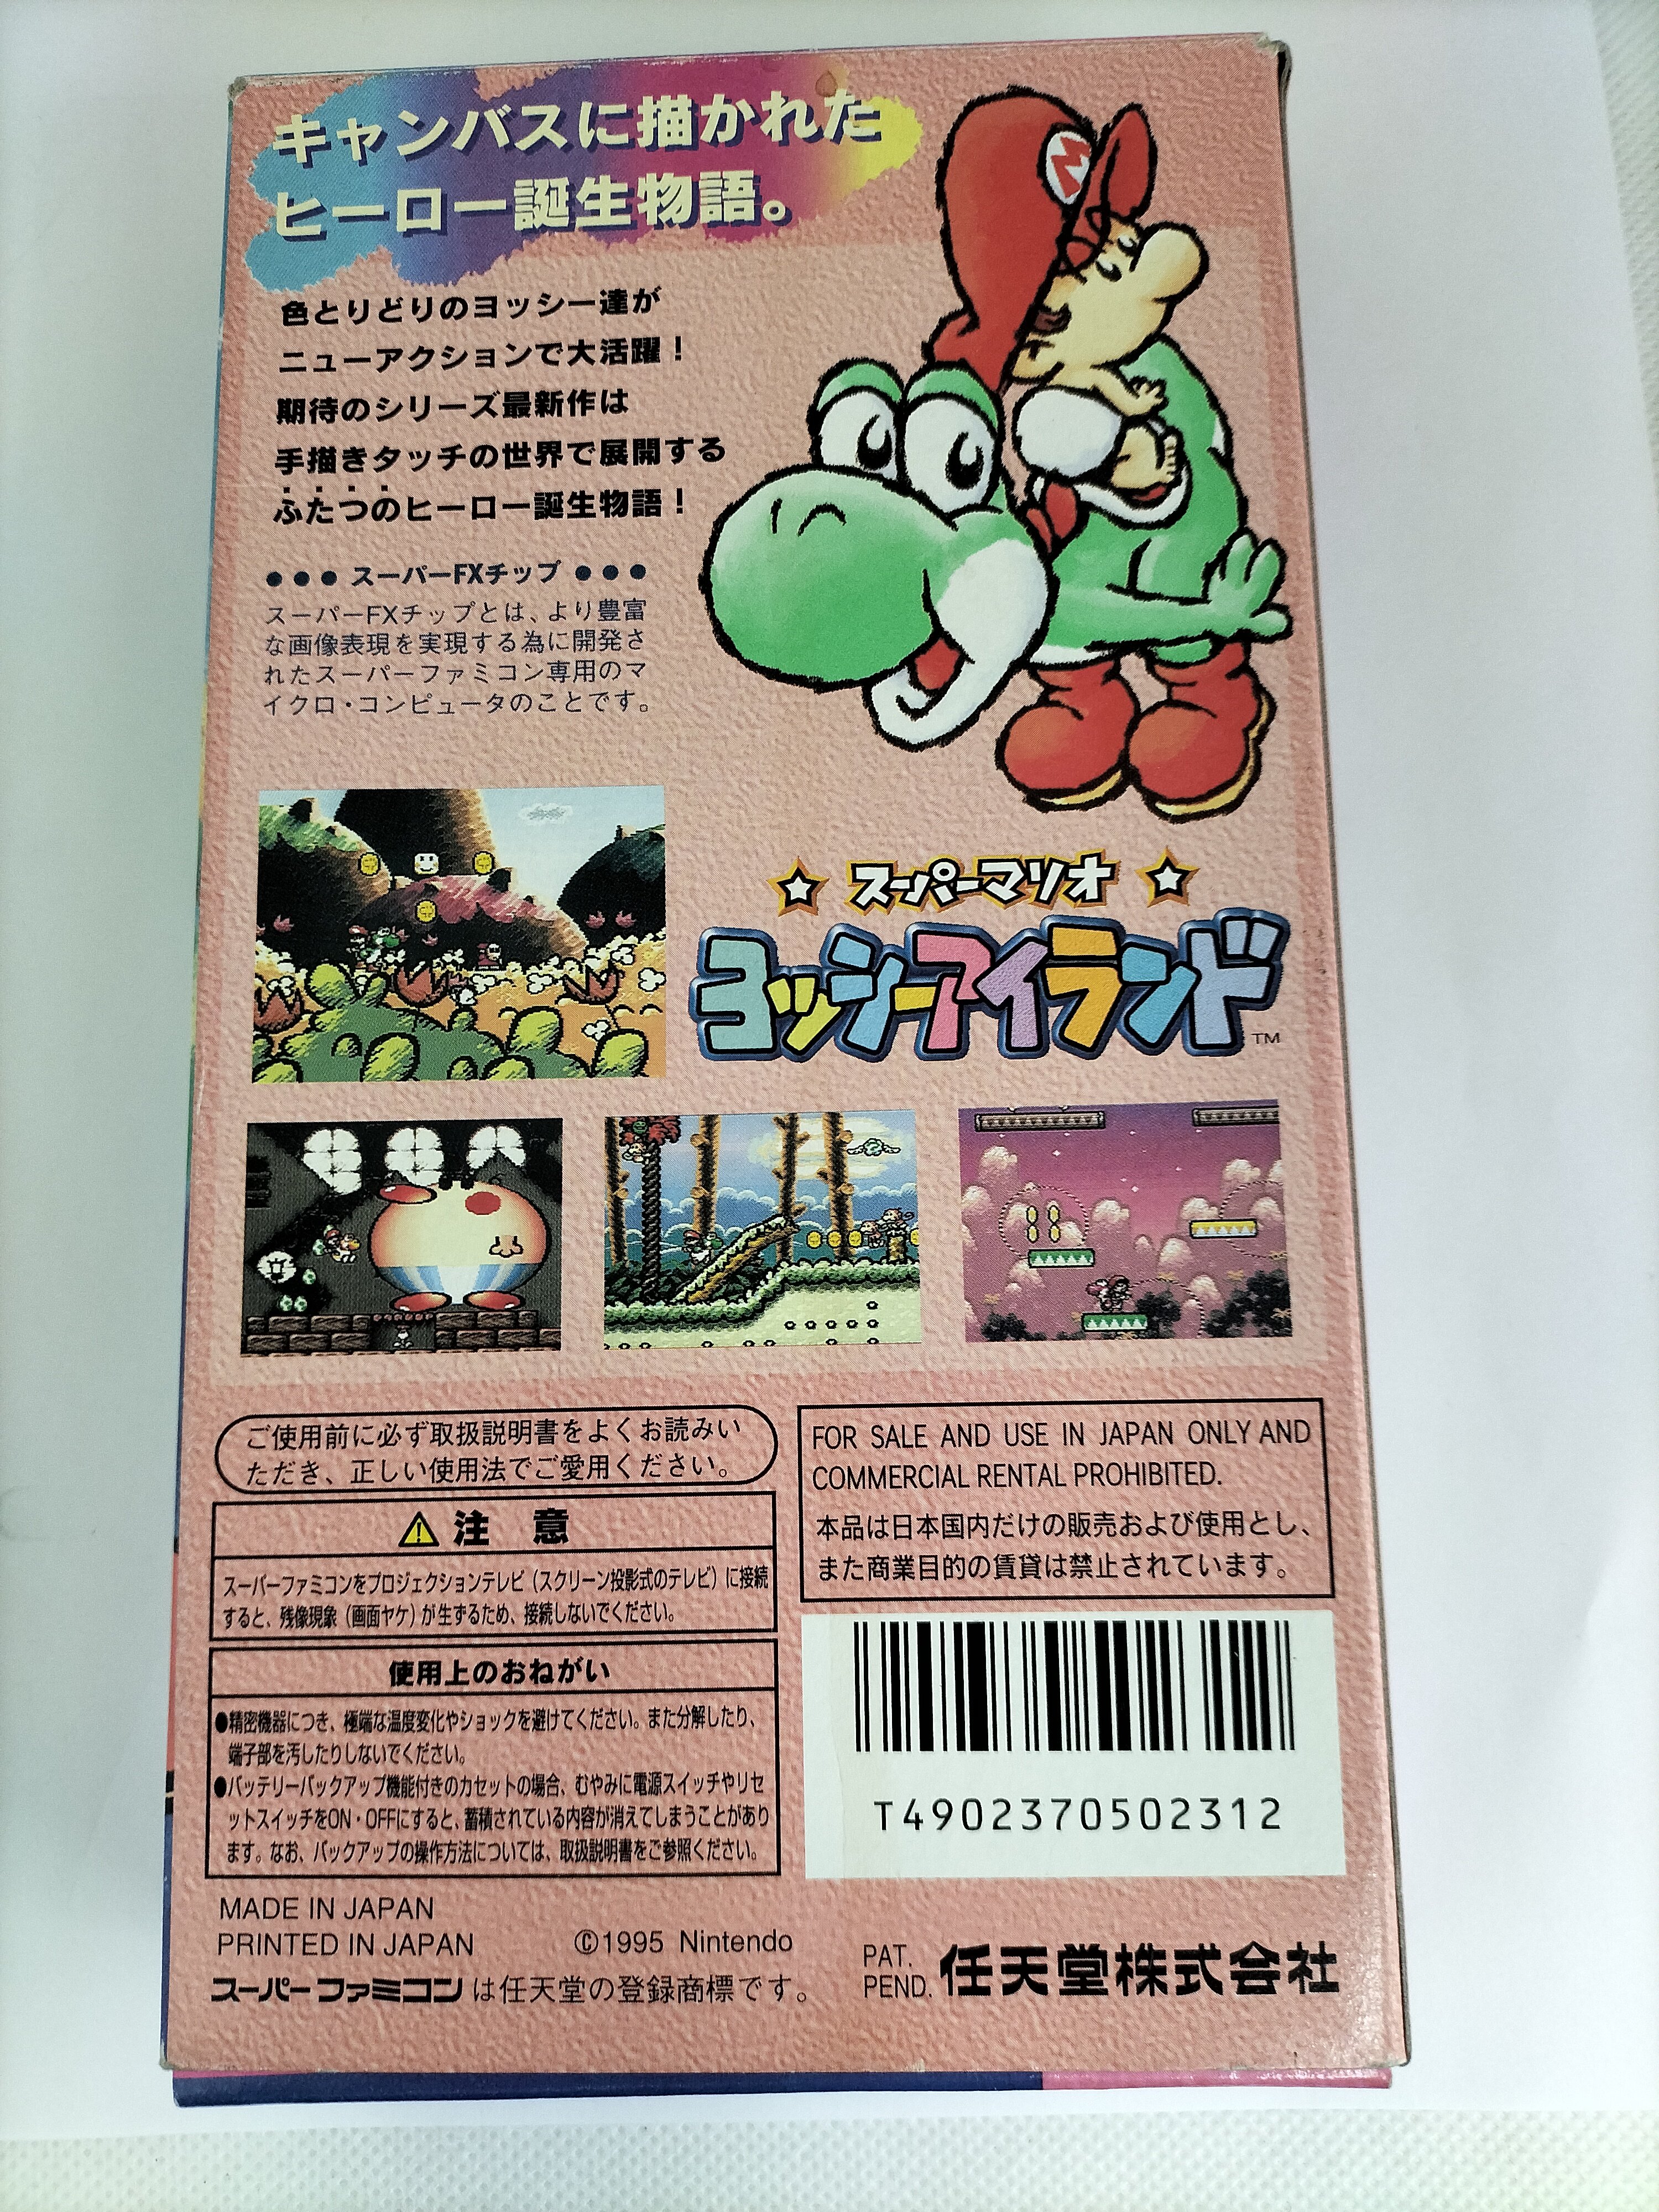 キャンバスに描かれた
ヒーロー誕生物語。
M
色とりどりのヨッシー達が
ニューアクションで大活躍！
期待のシリーズ最新作は
手描きタッチの世界で展開する
ふたつのヒーロー誕生物語！
●●● スーパーFXチップ ●●●
スーパーFXチップとは、より豊富
な画像表現を実現する為に開発さ
れたスーパーファミコン専用のマ
イクロ・コンピュータのことです。
スーパーマリオ
ヨッシーアイランド™
ご使用前に必ず取扱説明書をよくお読みい
ただき、正しい使用法でご愛用ください。
⚠注 意
スーパーファミコンをプロジェクションテレビ（スクリーン投影式のテレビ）に接続
すると、残像現象（画面ヤケ）が生ずるため、接続しないでください。
使用上のおねがい
●精密機器につき、極端な温度変化やショックを避けてください。また分解したり、
端子部を汚したりしないでください。
●バッテリーバックアップ機能付きのカセットの場合、むやみに電源スイッチやリセ
ットスイッチをON・OFFにすると、蓄積されている内容が消えてしまうことがあり
ます。なお、バックアップの操作方法については、取扱説明書をご参照ください。
FOR SALE AND USE IN JAPAN ONLY AND
COMMERCIAL RENTAL PROHIBITED.
本品は日本国内だけの販売および使用とし、
また商業目的の賃貸は禁止されています。
T4902370502312
MADE IN JAPAN
PRINTED IN JAPAN ©1995 Nintendo
スーパーファミコンは任天堂の登録商標です。
PAT.
PEND. 任天堂株式会社